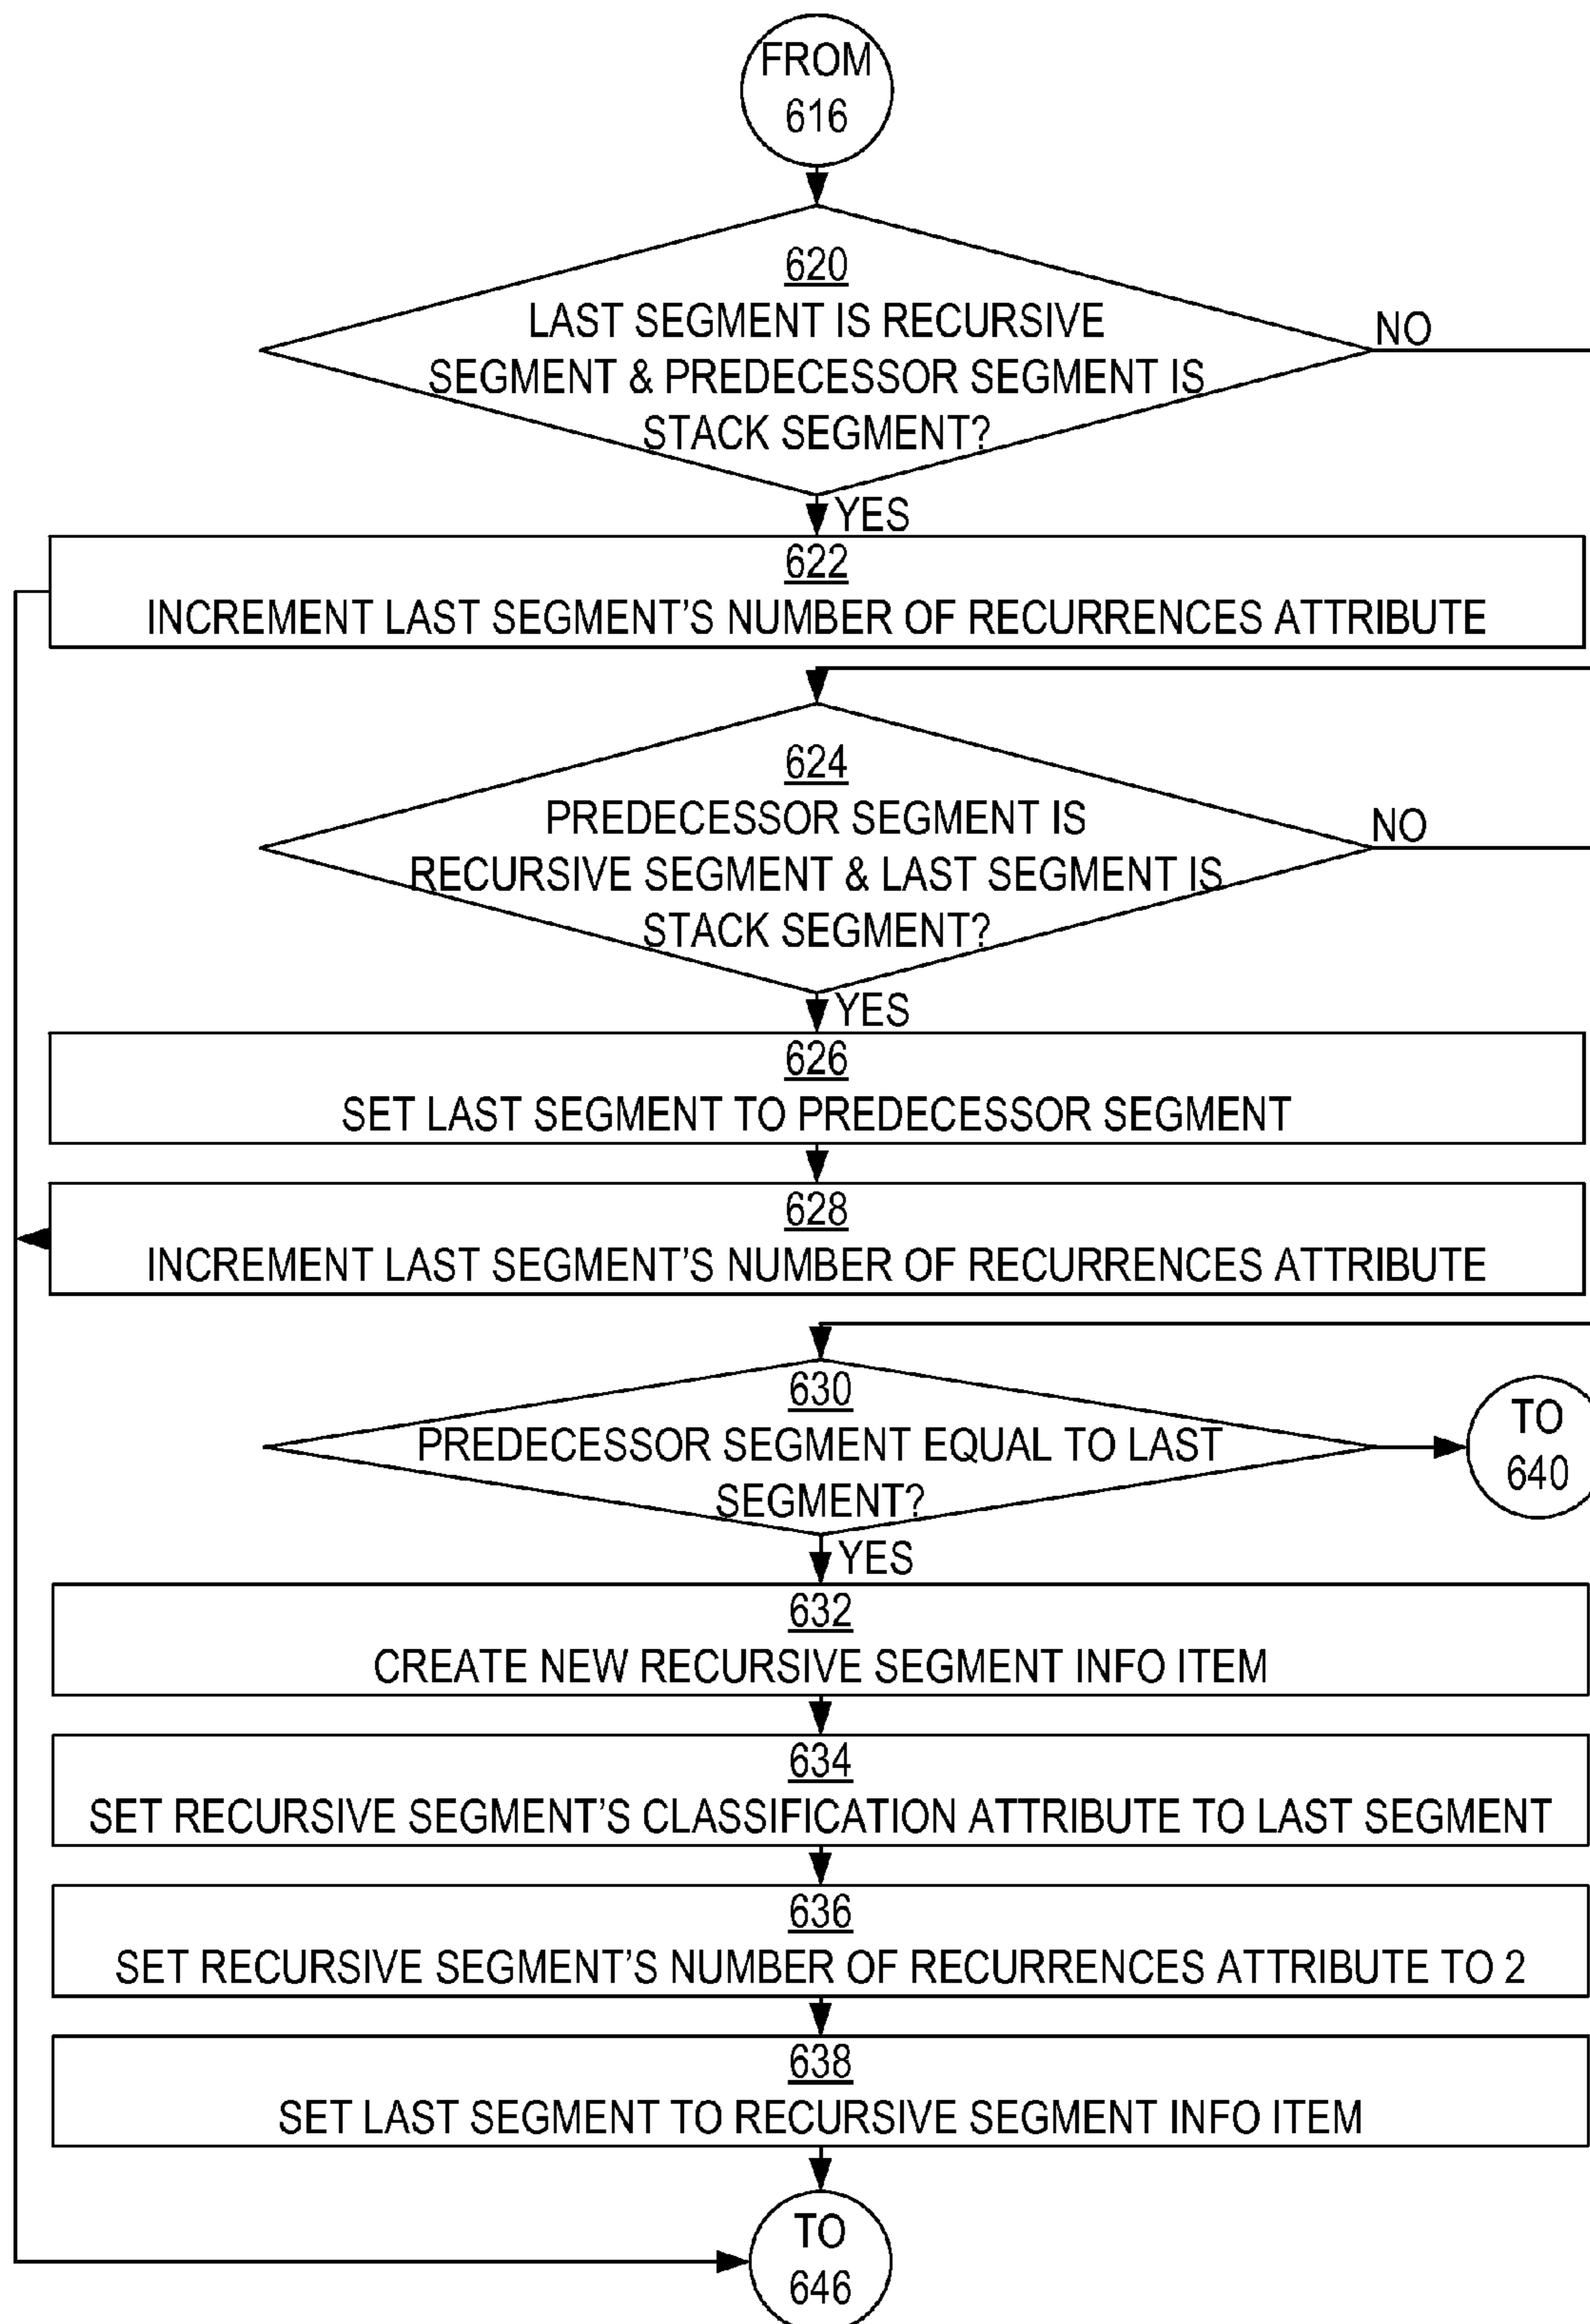 FROM
616
620
LAST SEGMENT IS RECURSIVE
SEGMENT & PREDECESSOR SEGMENT IS
STACK SEGMENT?
NO
YES
622
INCREMENT LAST SEGMENT'S NUMBER OF RECURRENCES ATTRIBUTE
624
PREDECESSOR SEGMENT IS
RECURSIVE SEGMENT & LAST SEGMENT IS
STACK SEGMENT?
NO
YES
626
SET LAST SEGMENT TO PREDECESSOR SEGMENT
628
INCREMENT LAST SEGMENT'S NUMBER OF RECURRENCES ATTRIBUTE
630
PREDECESSOR SEGMENT EQUAL TO LAST
SEGMENT?
TO
640
YES
632
CREATE NEW RECURSIVE SEGMENT INFO ITEM
634
SET RECURSIVE SEGMENT'S CLASSIFICATION ATTRIBUTE TO LAST SEGMENT
636
SET RECURSIVE SEGMENT'S NUMBER OF RECURRENCES ATTRIBUTE TO 2
638
SET LAST SEGMENT TO RECURSIVE SEGMENT INFO ITEM
TO
646